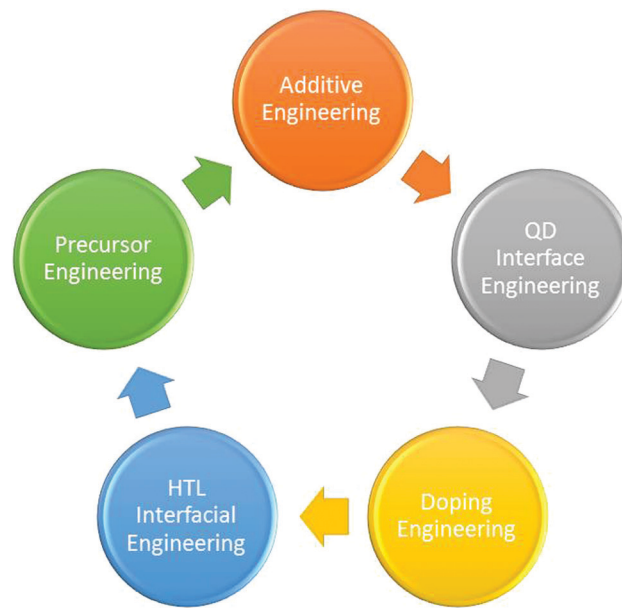 Additive
Engineering
QD
Interface
Engineering
Doping
Engineering
HTL
Interfacial
Engineering
Precursor
Engineering